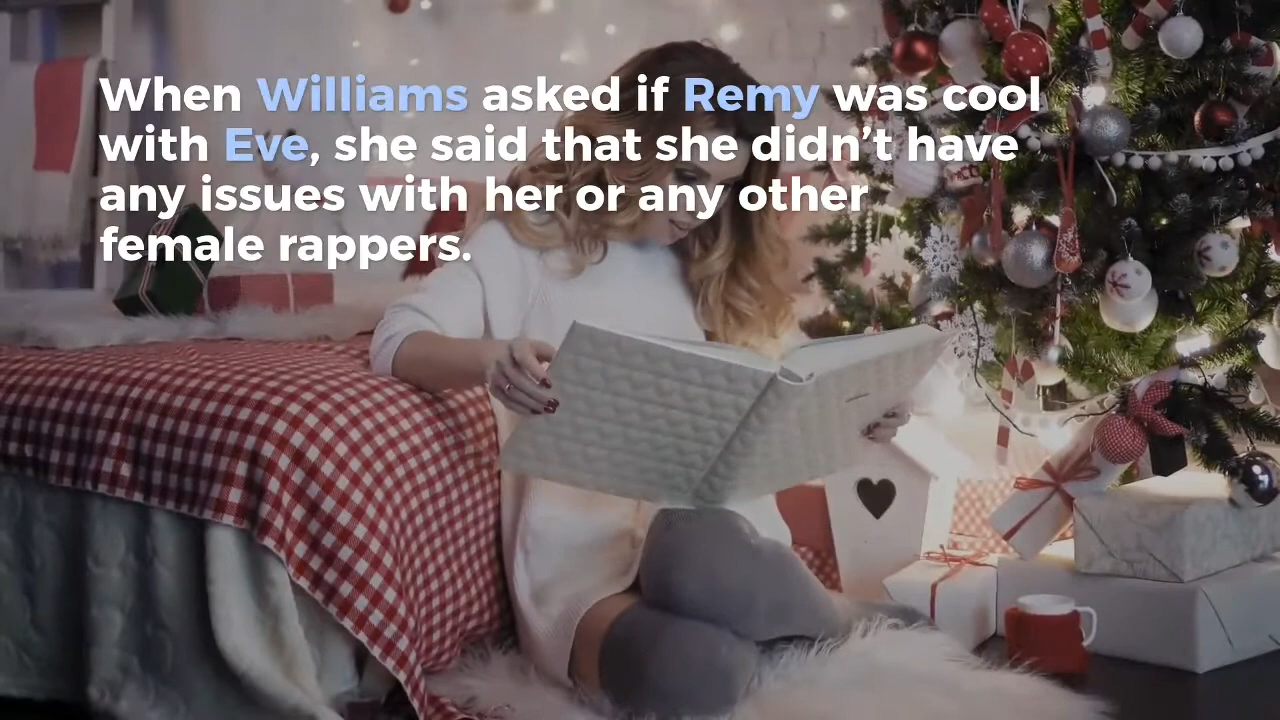 When Williams asked if Remy was cool
with Eve, she said that she didn’t have
any issues with her or any other
female rappers.